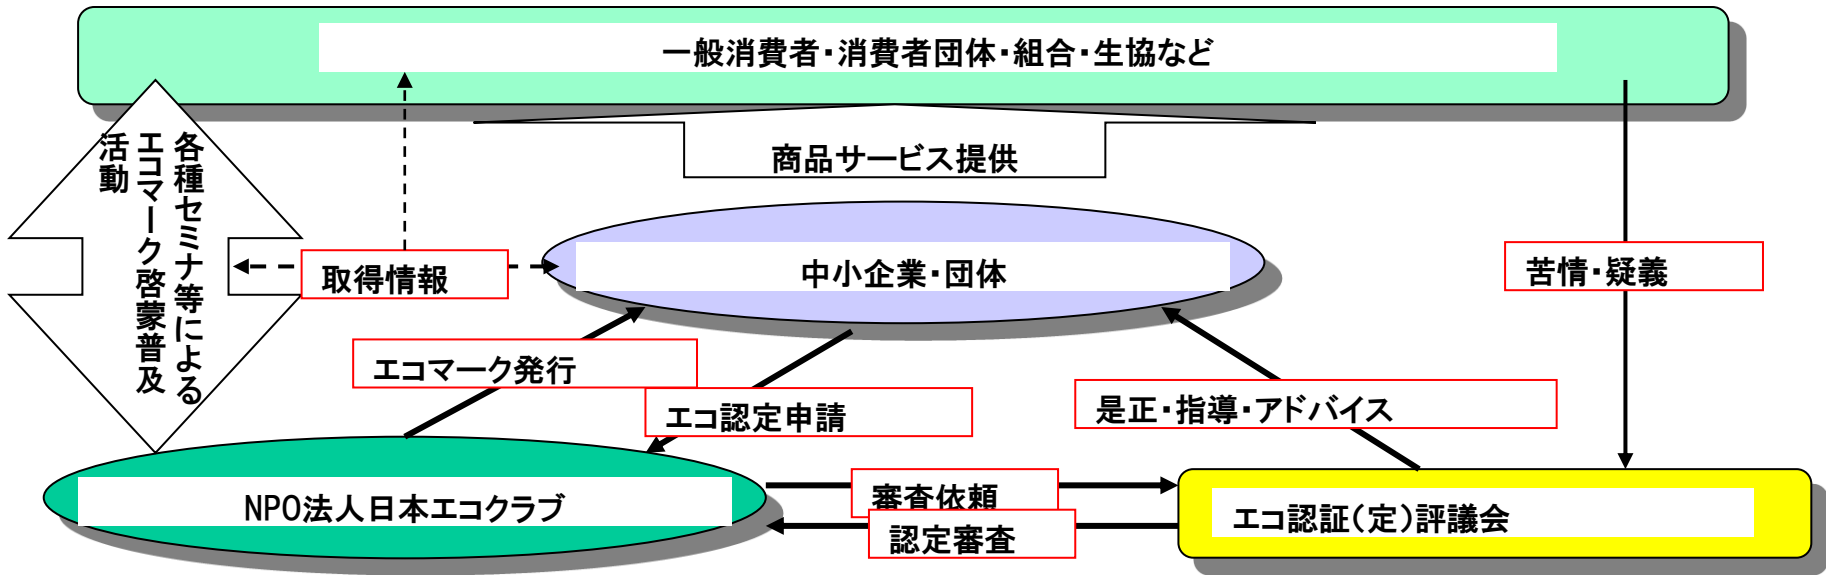 一般消費者・消費者団体・組合・生協など
商品サービス提供
各種セミナ等による
エコマーク啓蒙普及
活動
取得情報
中小企業・団体
苦情・疑義
エコマーク発行
エコ認定申請
是正・指導・アドバイス
審査依頼
認定審査
NPO法人日本エコクラブ
エコ認証（定）評議会